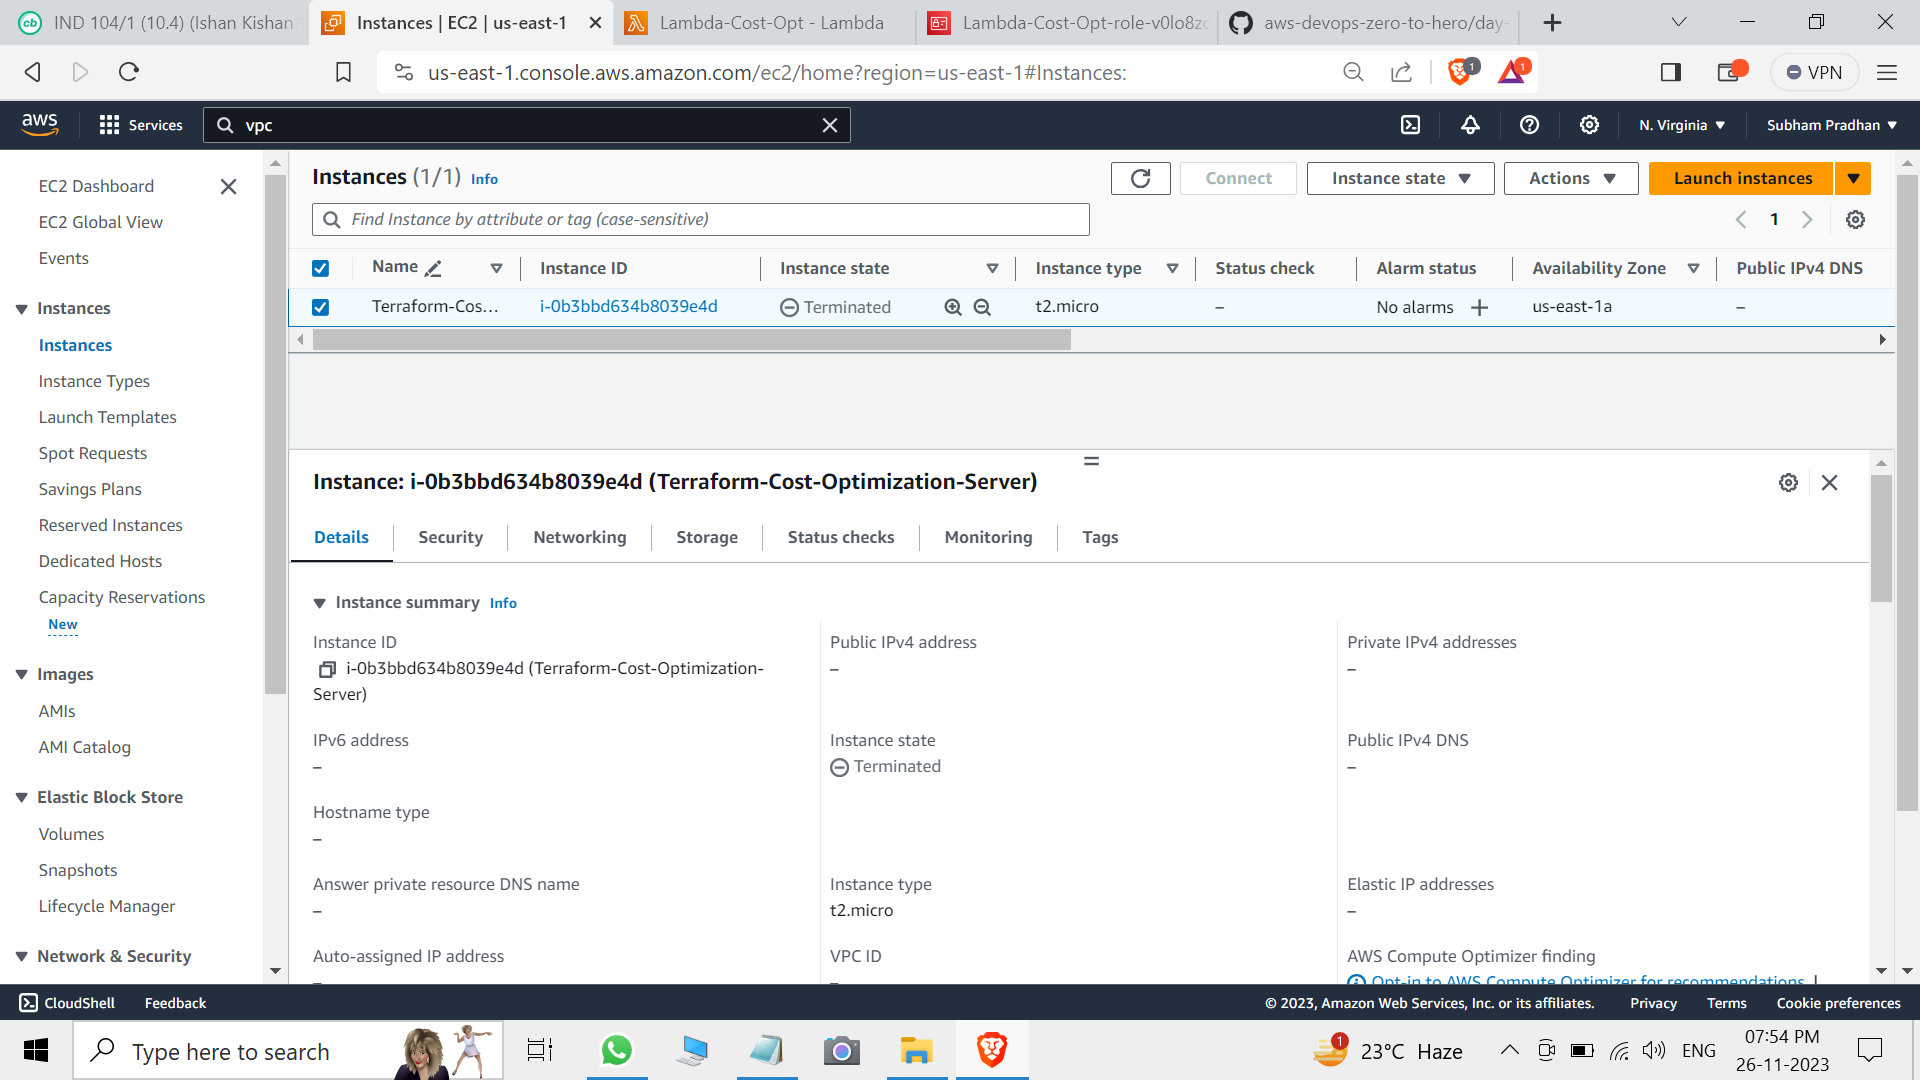 IND 104/1 (10.4) (Ishan Kishan
Instances | EC2 | us-east-1
Lambda-Cost-Opt - Lambda
Lambda-Cost-Opt-role-v0lo8zc
aws-devops-zero-to-hero/day-
us-east-1.console.aws.amazon.com/ec2/home?region=us-east-1#Instances:
1
1
VPN
aws
Services
vpc
N. Virginia
Subham Pradhan
EC2 Dashboard
EC2 Global View
Events
Instances
Instances
Instance Types
Launch Templates
Spot Requests
Savings Plans
Reserved Instances
Dedicated Hosts
Capacity Reservations
New
Images
AMIs
AMI Catalog
Elastic Block Store
Volumes
Snapshots
Lifecycle Manager
Network & Security
Instances (1/1) Info
Connect
Instance state
Actions
Launch instances
Find Instance by attribute or tag (case-sensitive)
1
Name Instance ID Instance state Instance type Status check Alarm status Availability Zone Public IPv4 DNS
Terraform-Cos... i-0b3bbd634b8039e4d Terminated t2.micro – No alarms + us-east-1a –
Instance: i-0b3bbd634b8039e4d (Terraform-Cost-Optimization-Server)
Details Security Networking Storage Status checks Monitoring Tags
Instance summary Info
Instance ID
i-0b3bbd634b8039e4d (Terraform-Cost-Optimization-
Server)
Public IPv4 address
–
Private IPv4 addresses
–
IPv6 address
–
Instance state
Terminated
Public IPv4 DNS
–
Hostname type
–
Answer private resource DNS name
–
Instance type
t2.micro
Elastic IP addresses
–
Auto-assigned IP address
–
VPC ID
–
AWS Compute Optimizer finding
Opt-in to AWS Compute Optimizer for recommendations. |
CloudShell
Feedback
© 2023, Amazon Web Services, Inc. or its affiliates.
Privacy
Terms
Cookie preferences
Type here to search
1
23°C Haze
ENG
07:54 PM
26-11-2023